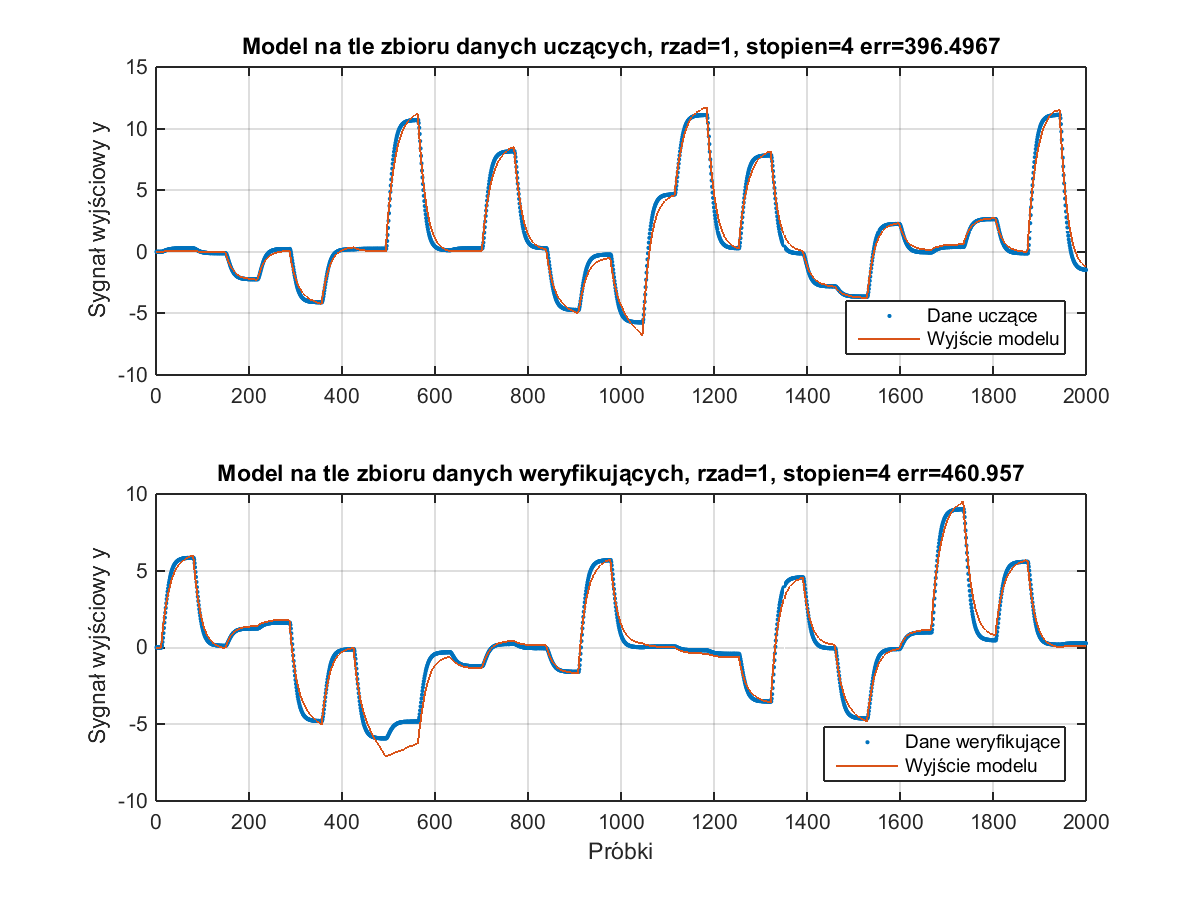 Model na tle zbioru danych uczących, rzad=1, stopien=4 err=396.4967
Sygnał wyjściowy y
15
10
5
0
-5
-10
0 200 400 600 800 1000 1200 1400 1600 1800 2000
Dane uczące
Wyjście modelu
Model na tle zbioru danych weryfikujących, rzad=1, stopien=4 err=460.957
Sygnał wyjściowy y
10
5
0
-5
-10
0 200 400 600 800 1000 1200 1400 1600 1800 2000
Dane weryfikujące
Wyjście modelu
Próbki